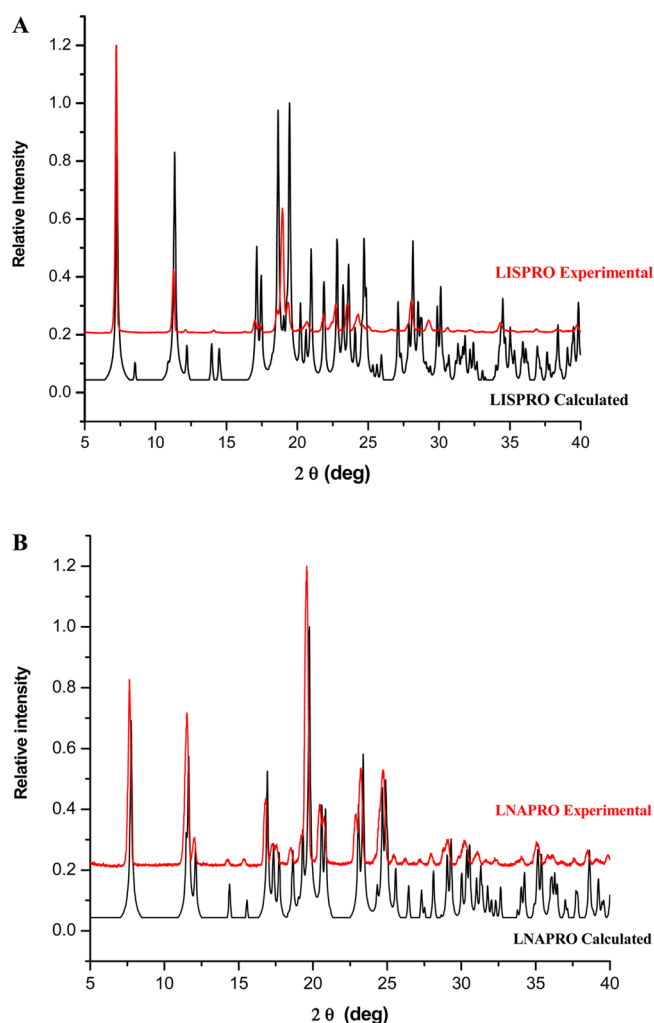 A
Relative Intensity
1.2
1.0
0.8
0.6
0.4
0.2
0.0
LISPRO Experimental
LISPRO Calculated
5 10 15 20 25 30 35 40
2 θ (deg)
B
Relative intensity
1.2
1.0
0.8
0.6
0.4
0.2
0.0
LNAPRO Experimental
LNAPRO Calculated
5 10 15 20 25 30 35 40
2 θ (deg)